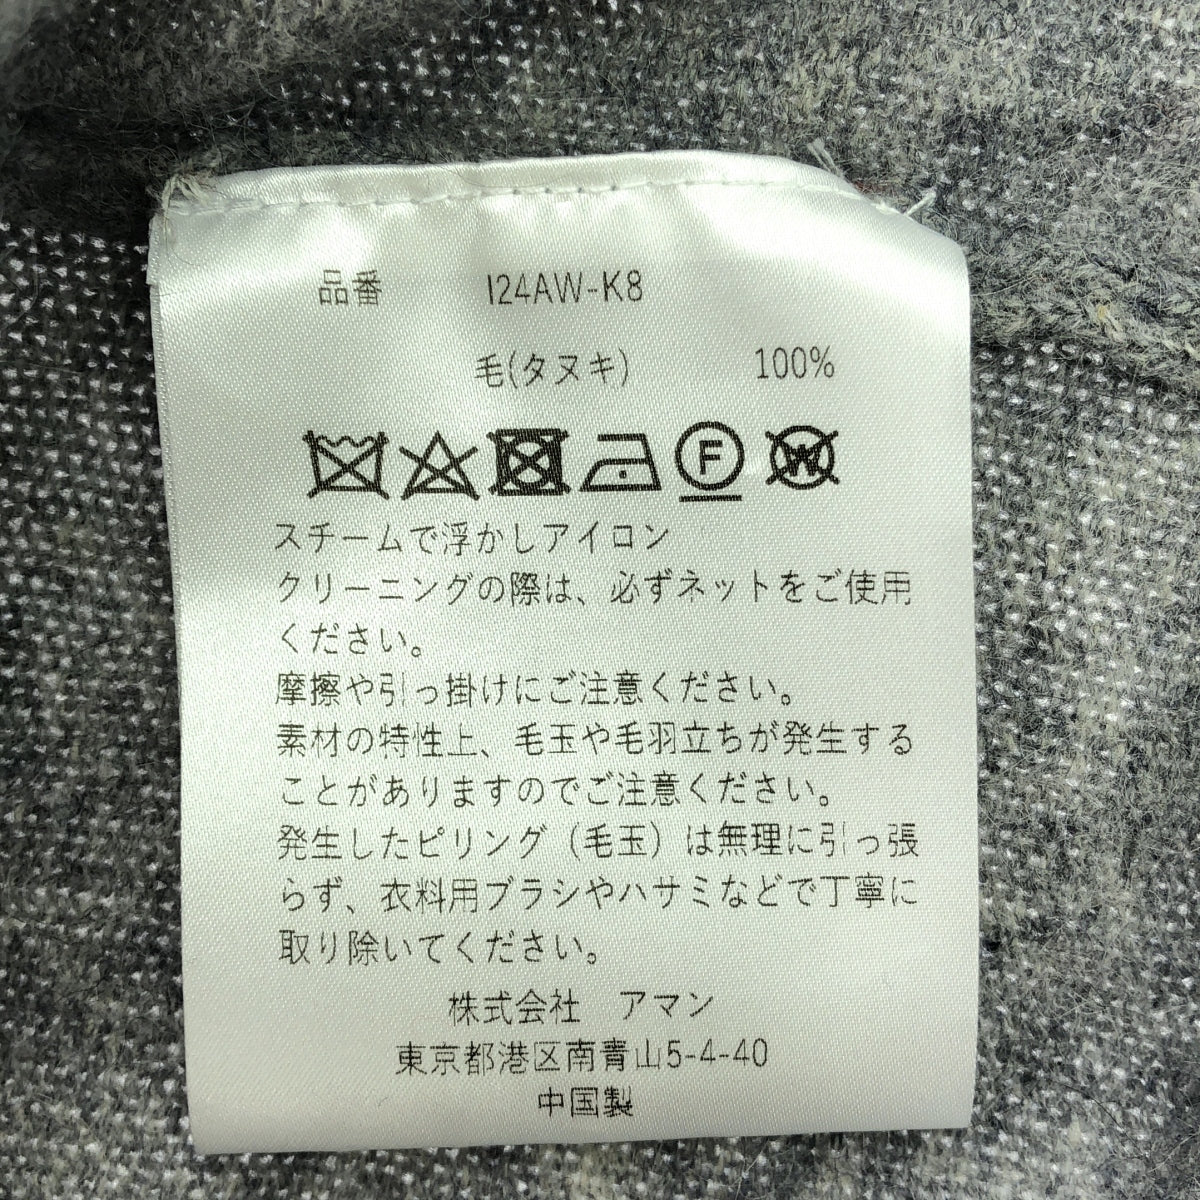 品番 I24AW-K8
毛(タヌキ) 100%
F W
スチームで浮かしアイロン
クリーニングの際は、必ずネットをご使用
ください。
摩擦や引っ掛けにご注意ください。
素材の特性上、毛玉や毛羽立ちが発生する
ことがありますのでご注意ください。
発生したピリング（毛玉）は無理に引っ張
らず、衣料用ブラシやハサミなどで丁寧に
取り除いてください。
株式会社 アマン
東京都港区南青山5-4-40
中国製